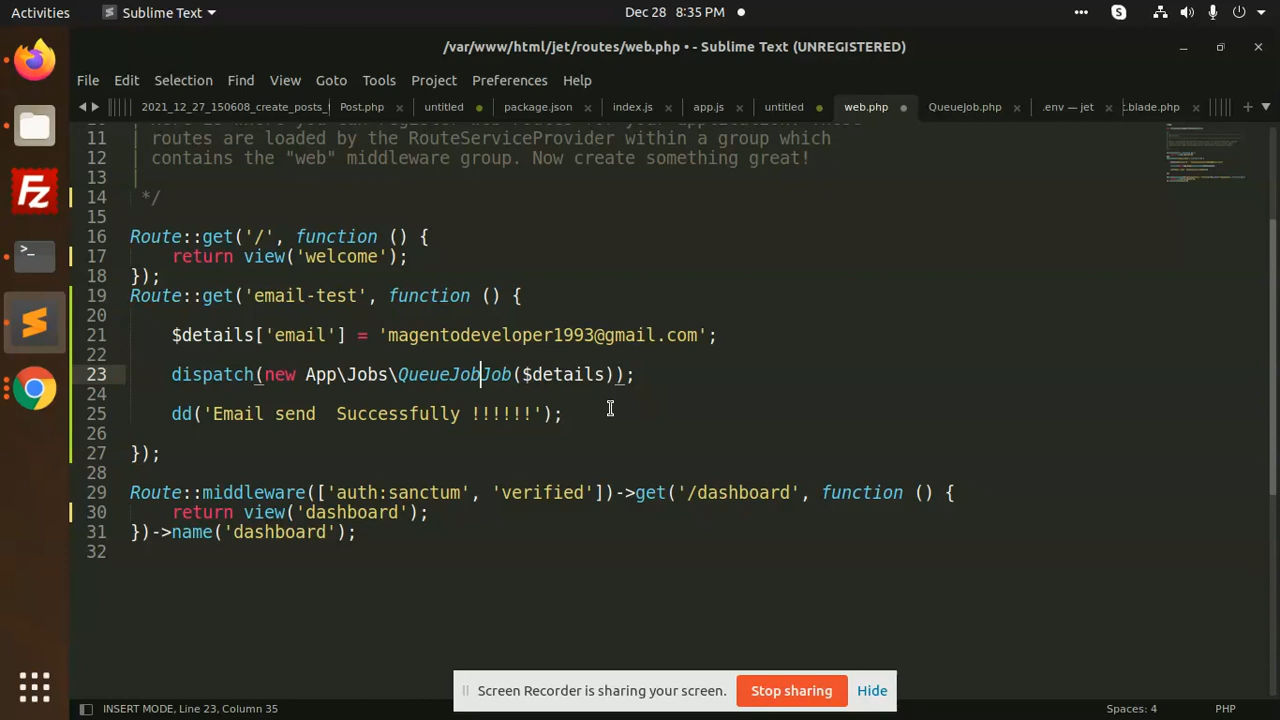 Activities
Sublime Text
Dec 28 8:35 PM
/var/www/html/jet/routes/web.php • - Sublime Text (UNREGISTERED)
File Edit Selection Find View Goto Tools Project Preferences Help
2021_12_27_150608_create_posts_ Post.php untitled package.json index.js app.js untitled web.php QueueJob.php .env — jet .blade.php
11 | routes are loaded by the RouteServiceProvider within a group which
12 | contains the "web" middleware group. Now create something great!
13 |
14 */
15
16 Route::get('/', function () {
17 return view('welcome');
18 });
19 Route::get('email-test', function () {
20
21 $details['email'] = 'magentodeveloper1993@gmail.com';
22
23 dispatch(new App\Jobs\QueueJobJob($details));
24
25 dd('Email send  Successfully !!!!!!');
26
27 });
28
29 Route::middleware(['auth:sanctum', 'verified'])->get('/dashboard', function () {
30 return view('dashboard');
31 })->name('dashboard');
32
Screen Recorder is sharing your screen. Stop sharing Hide
INSERT MODE, Line 23, Column 35 Spaces: 4 PHP